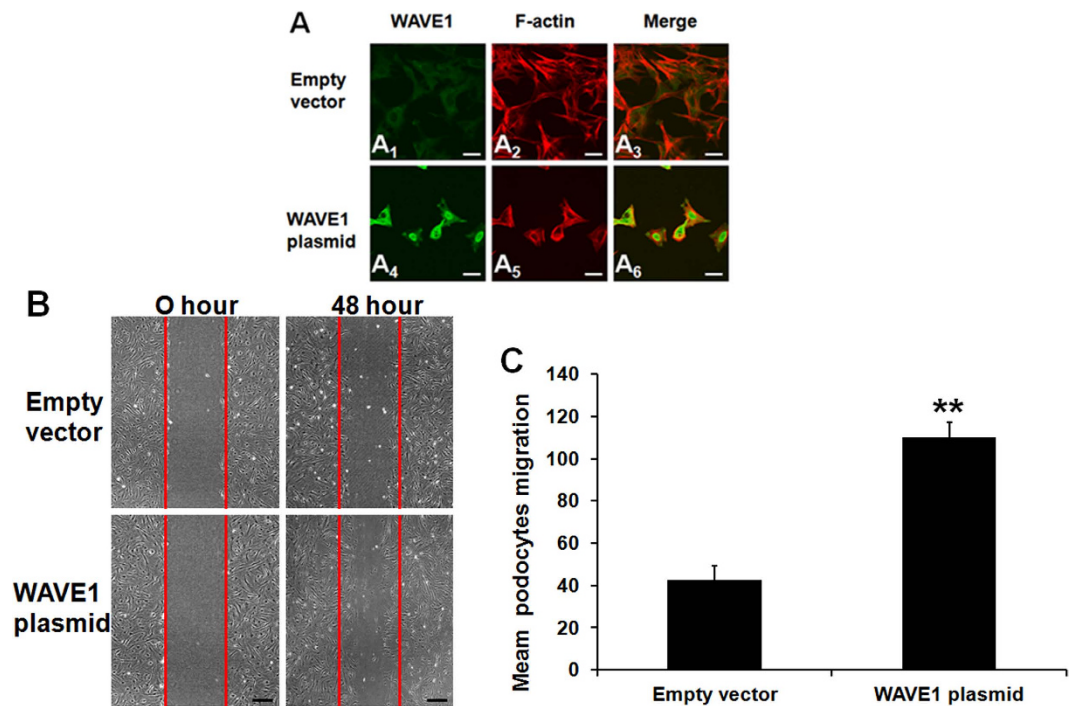 A
WAVE1 F-actin Merge
Empty
vector
A1 A2 A3
WAVE1
plasmid
A4 A5 A6
B
O hour 48 hour
Empty
vector
WAVE1
plasmid
C
Meam podocytes migration
140
120
100
80
60
40
20
0
**
Empty vector WAVE1 plasmid